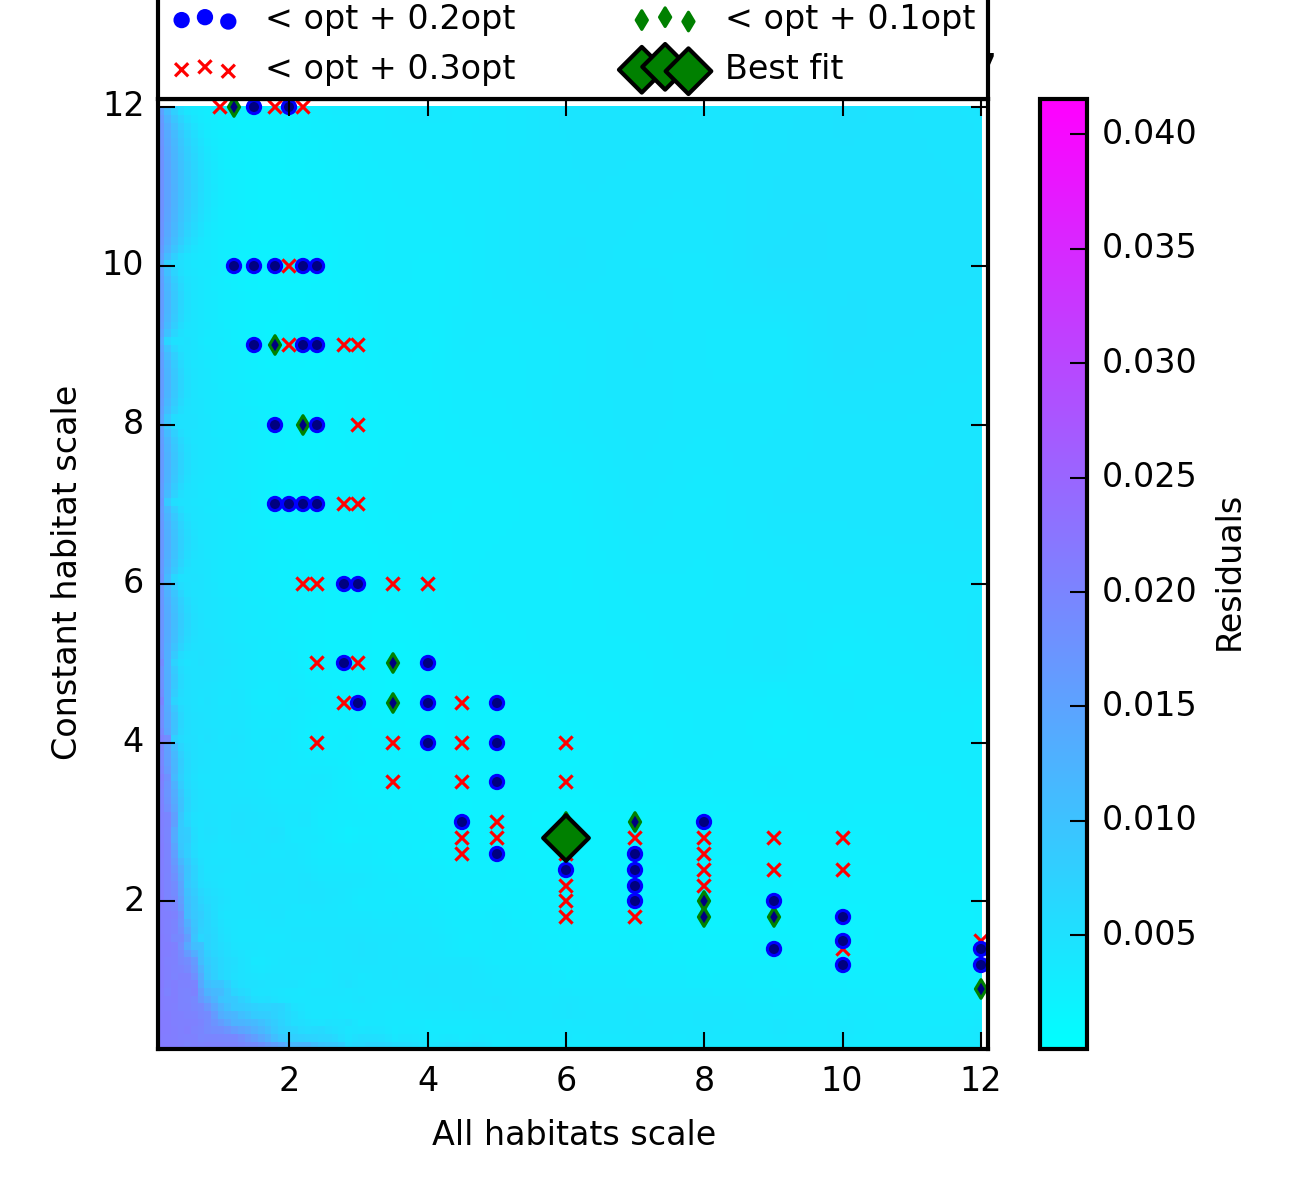 < opt + 0.2opt < opt + 0.1opt
< opt + 0.3opt Best fit
12
10
8
6
4
2
Constant habitat scale
2 4 6 8 10 12
All habitats scale
0.040
0.035
0.030
0.025
0.020
0.015
0.010
0.005
Residuals